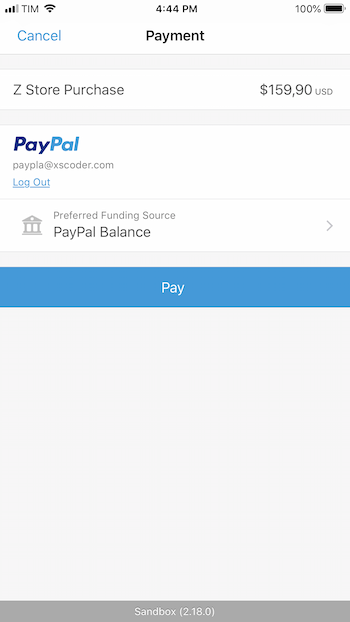 TIM 4:44 PM 100%
Cancel Payment
Z Store Purchase $159,90 USD
PayPal
paypla@xscoder.com
Log Out
Preferred Funding Source
PayPal Balance
Pay
Sandbox (2.18.0)